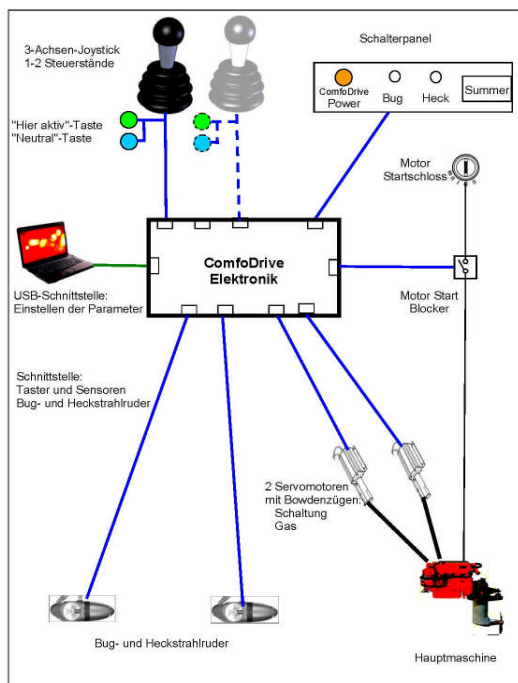 3-Achsen-Joystick
1-2 Steuerstände
"Hier aktiv"-Taste
"Neutral"-Taste
Schalterpanel
ComfoDrive
Power
Bug
Heck
Summer
Motor
Startschloss
ComfoDrive
Elektronik
USB-Schnittstelle:
Einstellen der Parameter
Motor Start
Blocker
Schnittstelle:
Taster und Sensoren
Bug- und Heckstrahlruder
2 Servomotoren
mit Bowdenzügen:
Schaltung
Gas
Bug- und Heckstrahlruder
Hauptmaschine